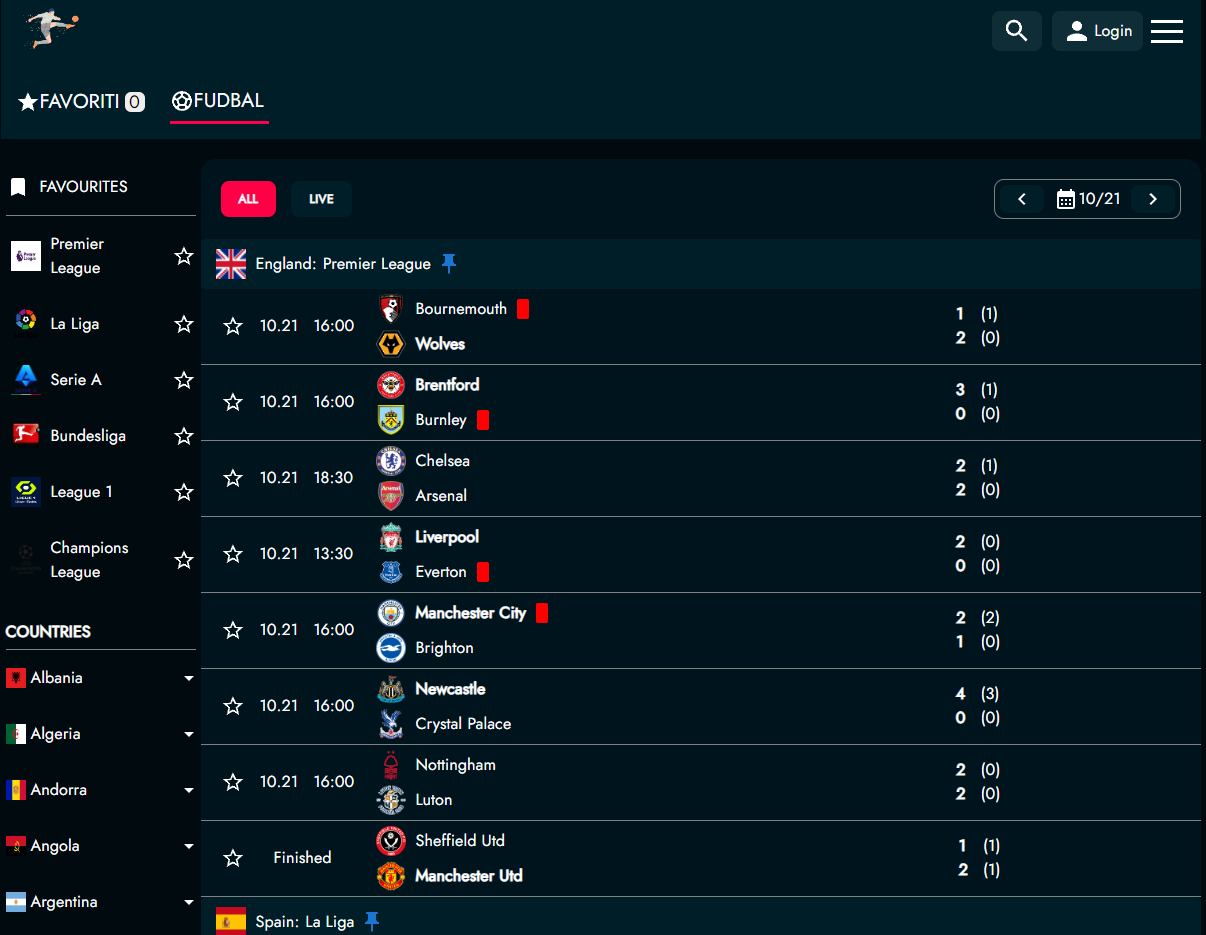 Login
FAVORITI 0
FUDBAL
FAVOURITES
Premier
League
La Liga
Serie A
Bundesliga
League 1
Champions
League
COUNTRIES
Albania
Algeria
Andorra
Angola
Argentina
ALL
LIVE
10/21
England: Premier League
10.21 16:00
Bournemouth
Wolves
1 (1)
2 (0)
10.21 16:00
Brentford
Burnley
3 (1)
0 (0)
10.21 18:30
Chelsea
Arsenal
2 (1)
2 (0)
10.21 13:30
Liverpool
Everton
2 (0)
0 (0)
10.21 16:00
Manchester City
Brighton
2 (2)
1 (0)
10.21 16:00
Newcastle
Crystal Palace
4 (3)
0 (0)
10.21 16:00
Nottingham
Luton
2 (0)
2 (0)
Finished
Sheffield Utd
Manchester Utd
1 (1)
2 (1)
Spain: La Liga